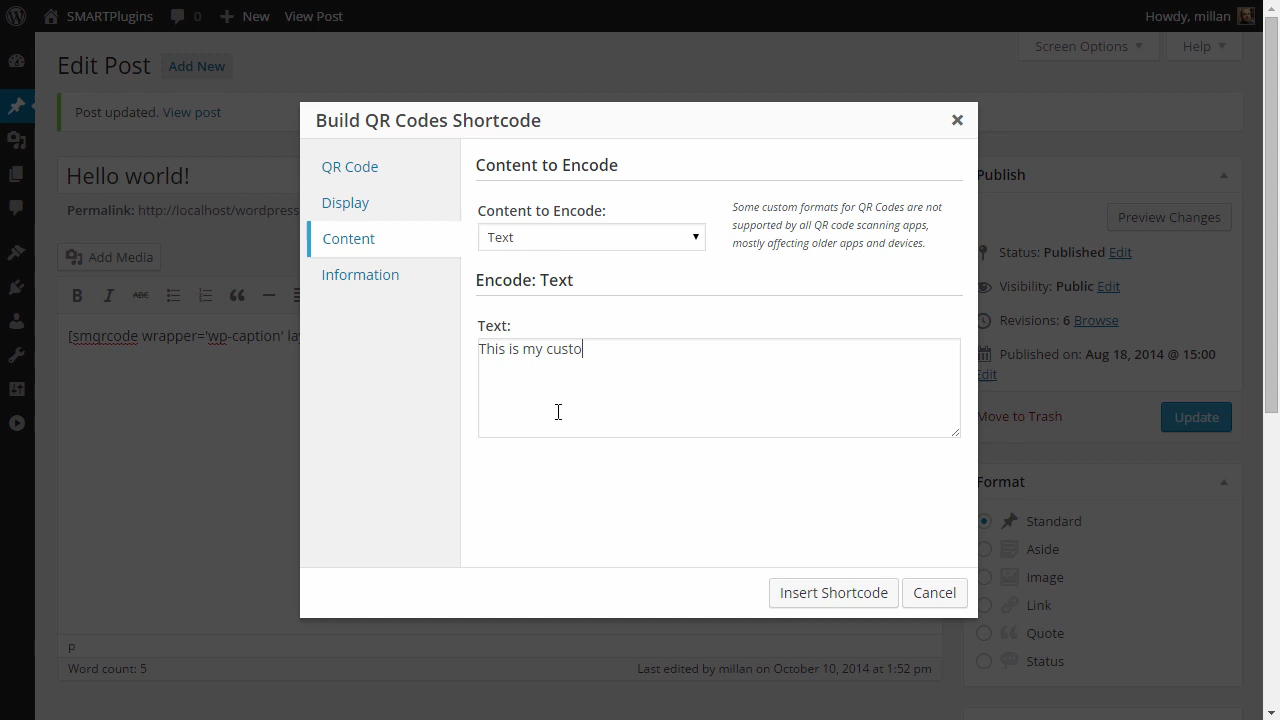 SMARTPlugins 0 New View Post Howdy, millan
Screen Options Help
Edit Post Add New
Post updated. View post
Hello world!
Permalink: http://localhost/wordpress
Add Media
B I ABC
[smqrcode wrapper='wp-caption' la
p
Word count: 5 Last edited by millan on October 10, 2014 at 1:52 pm
Build QR Codes Shortcode
QR Code
Display
Content
Information
Content to Encode
Content to Encode:
Text
Some custom formats for QR Codes are not
supported by all QR code scanning apps,
mostly affecting older apps and devices.
Encode: Text
Text:
This is my custo
Insert Shortcode Cancel
Publish
Preview Changes
Status: Published Edit
Visibility: Public Edit
Revisions: 6 Browse
Published on: Aug 18, 2014 @ 15:00
Edit
Move to Trash Update
Format
Standard
Aside
Image
Link
Quote
Status